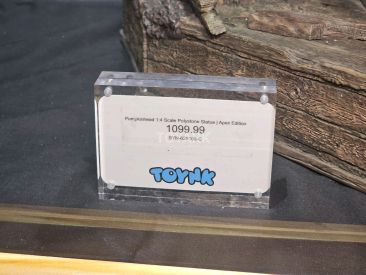 Pumpkinhead 1:4 Scale Polystone Statue | Apex Edition
1099.99
TOYNK